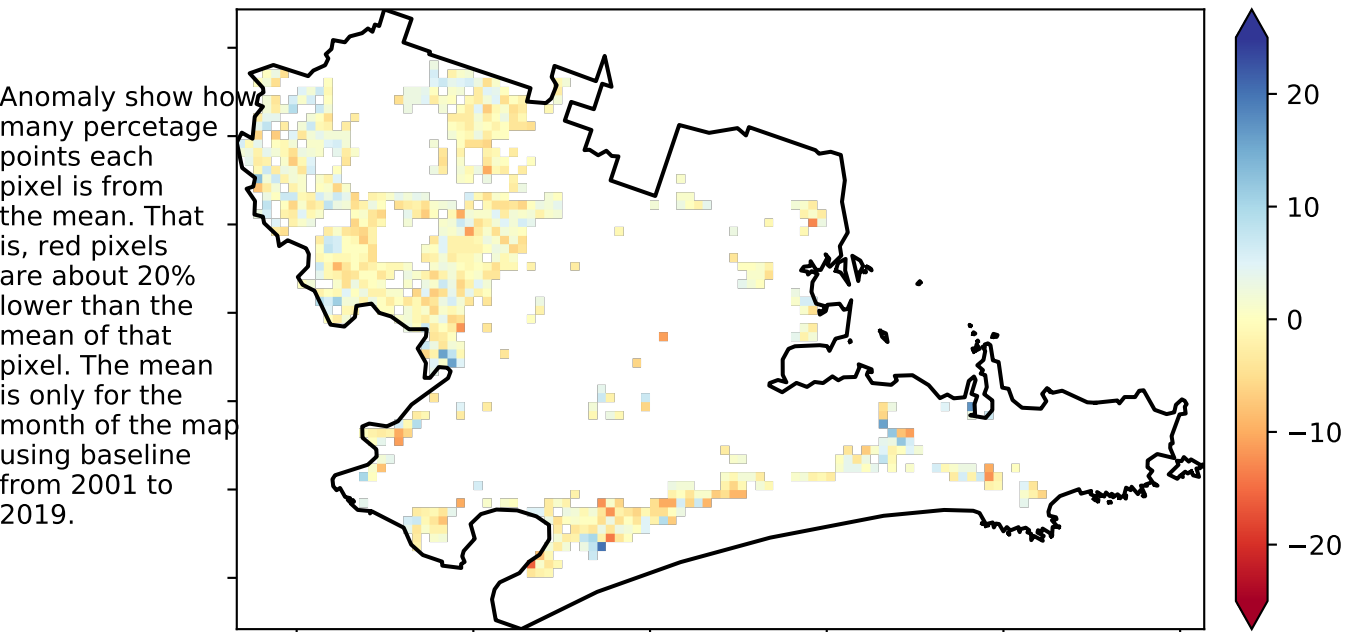 Anomaly show how
many percetage
points each
pixel is from
the mean. That
is, red pixels
are about 20%
lower than the
mean of that
pixel. The mean
is only for the
month of the map
using baseline
from 2001 to
2019.
20
10
0
−10
−20